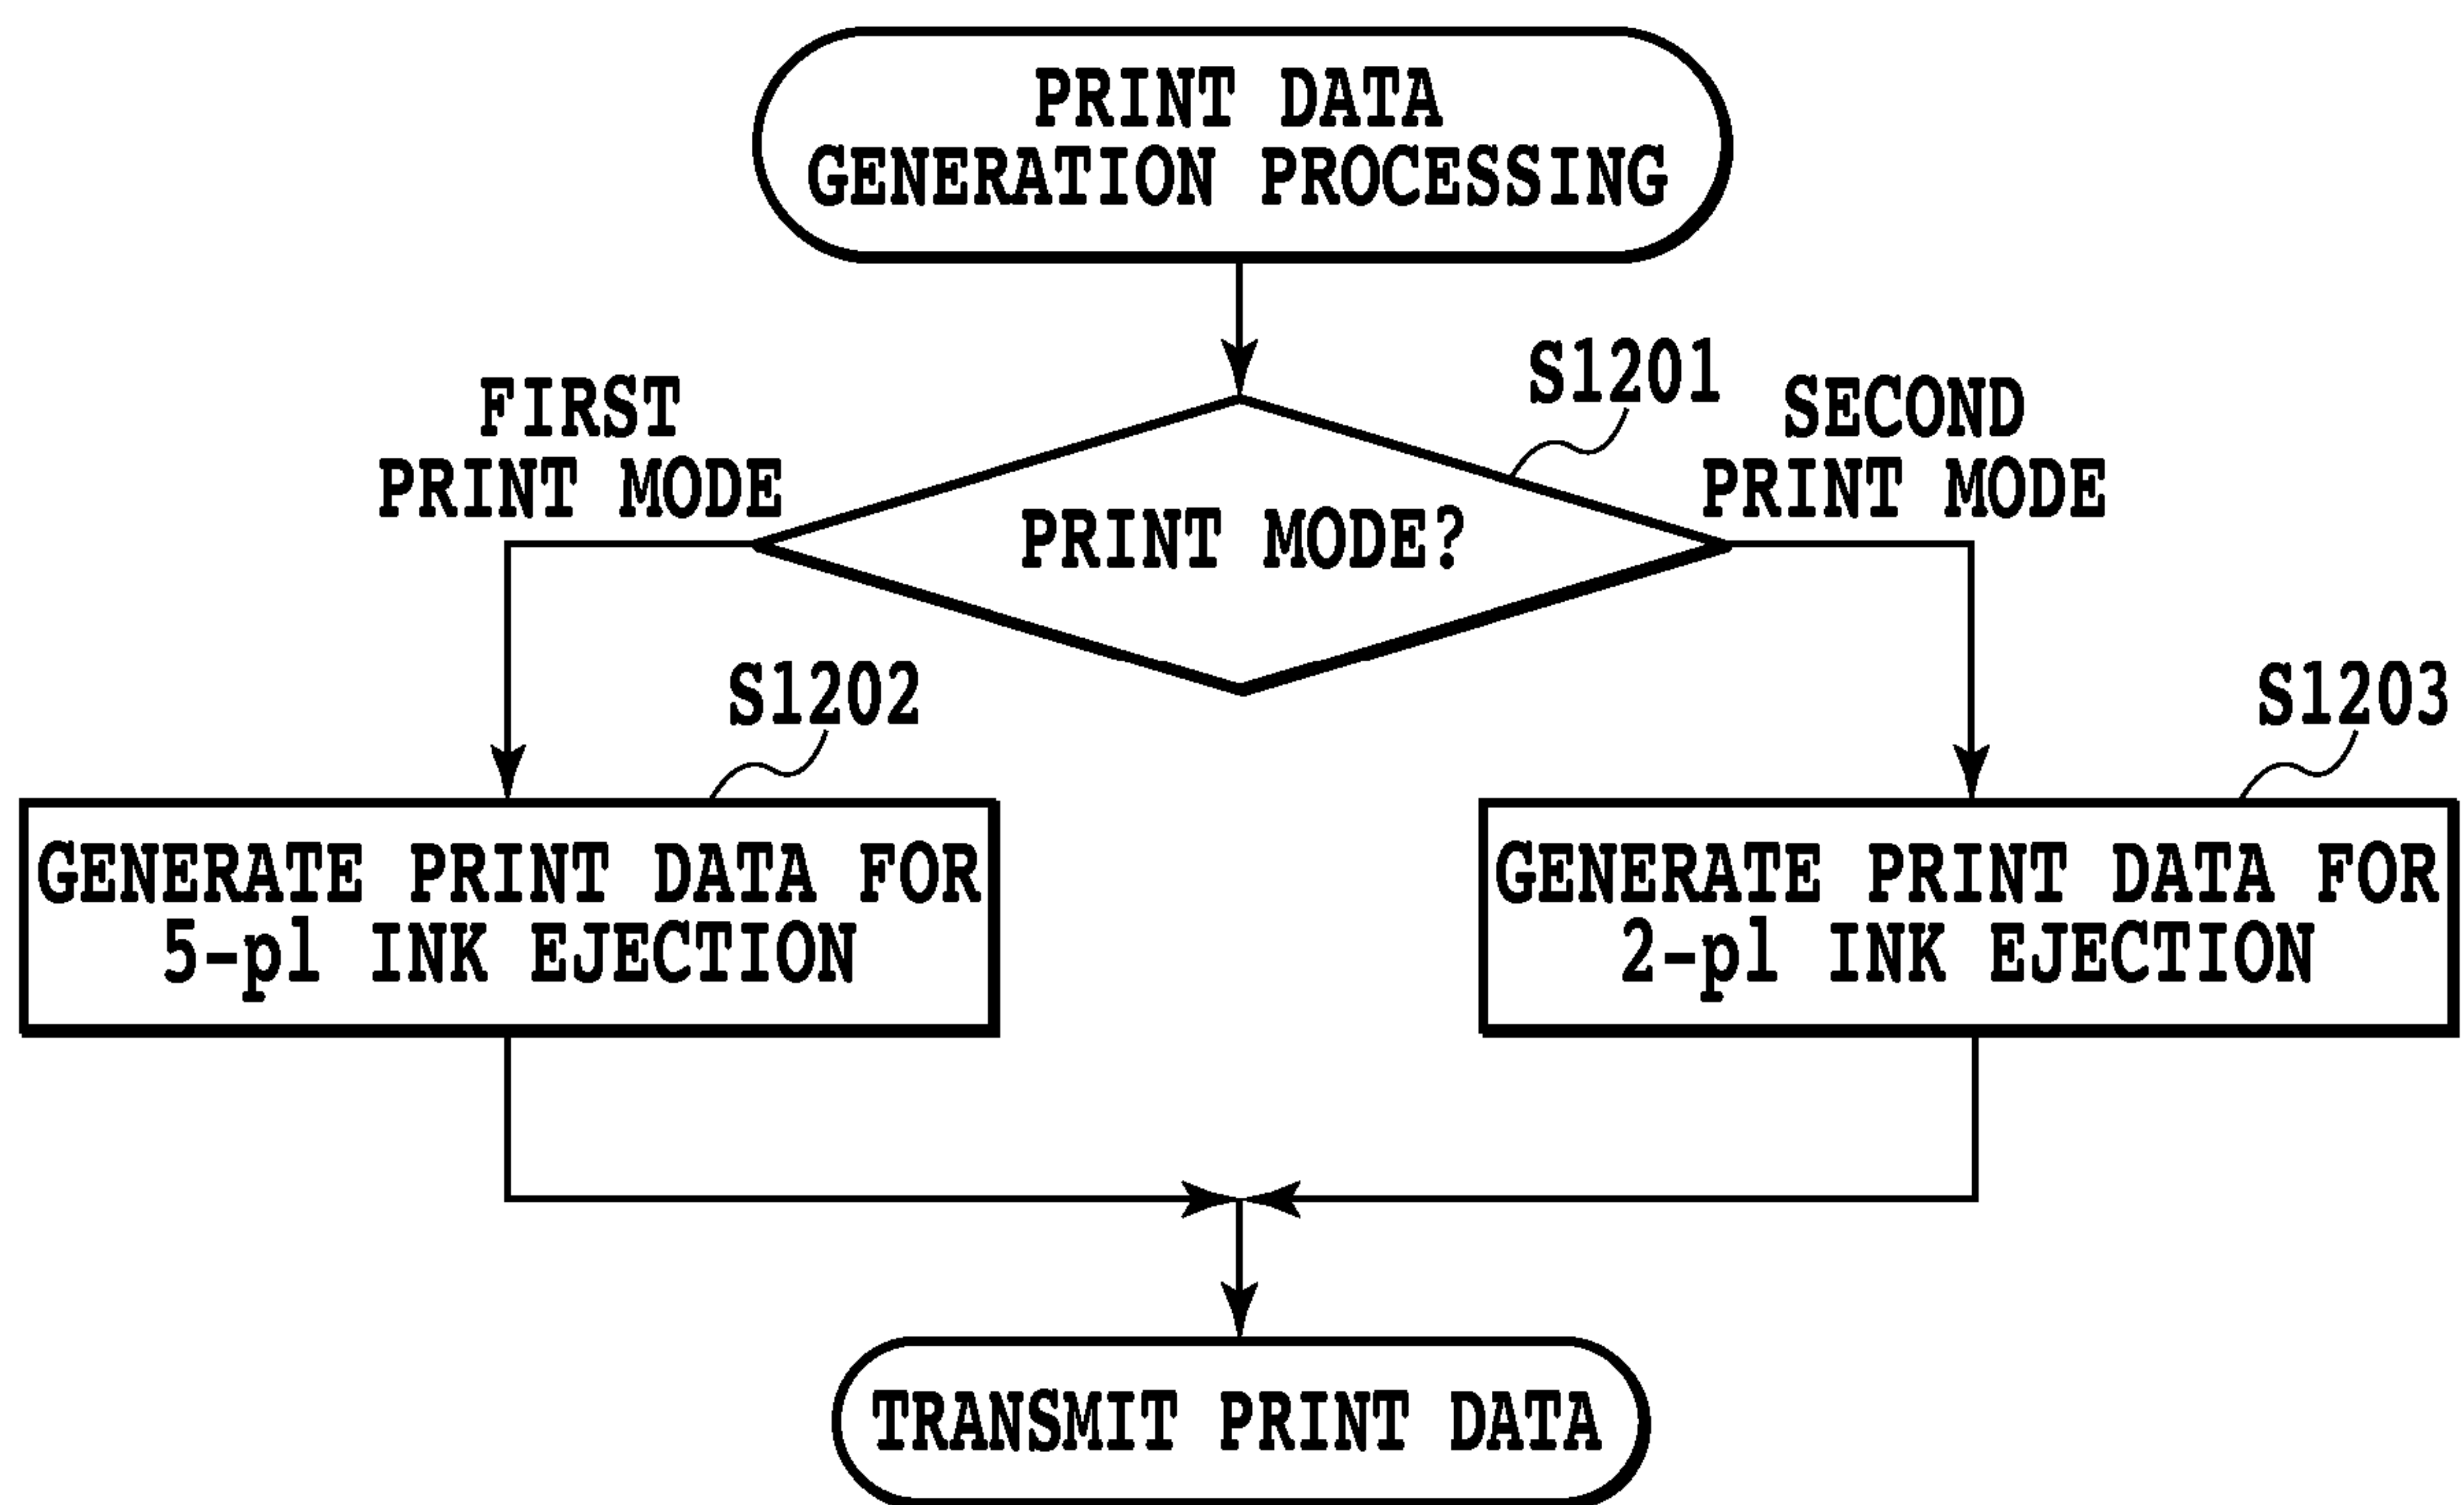 PRINT DATA
GENERATION PROCESSING
S1201
FIRST
PRINT MODE
SECOND
PRINT MODE
PRINT MODE?
S1202
S1203
GENERATE PRINT DATA FOR
5-pl INK EJECTION
GENERATE PRINT DATA FOR
2-pl INK EJECTION
TRANSMIT PRINT DATA